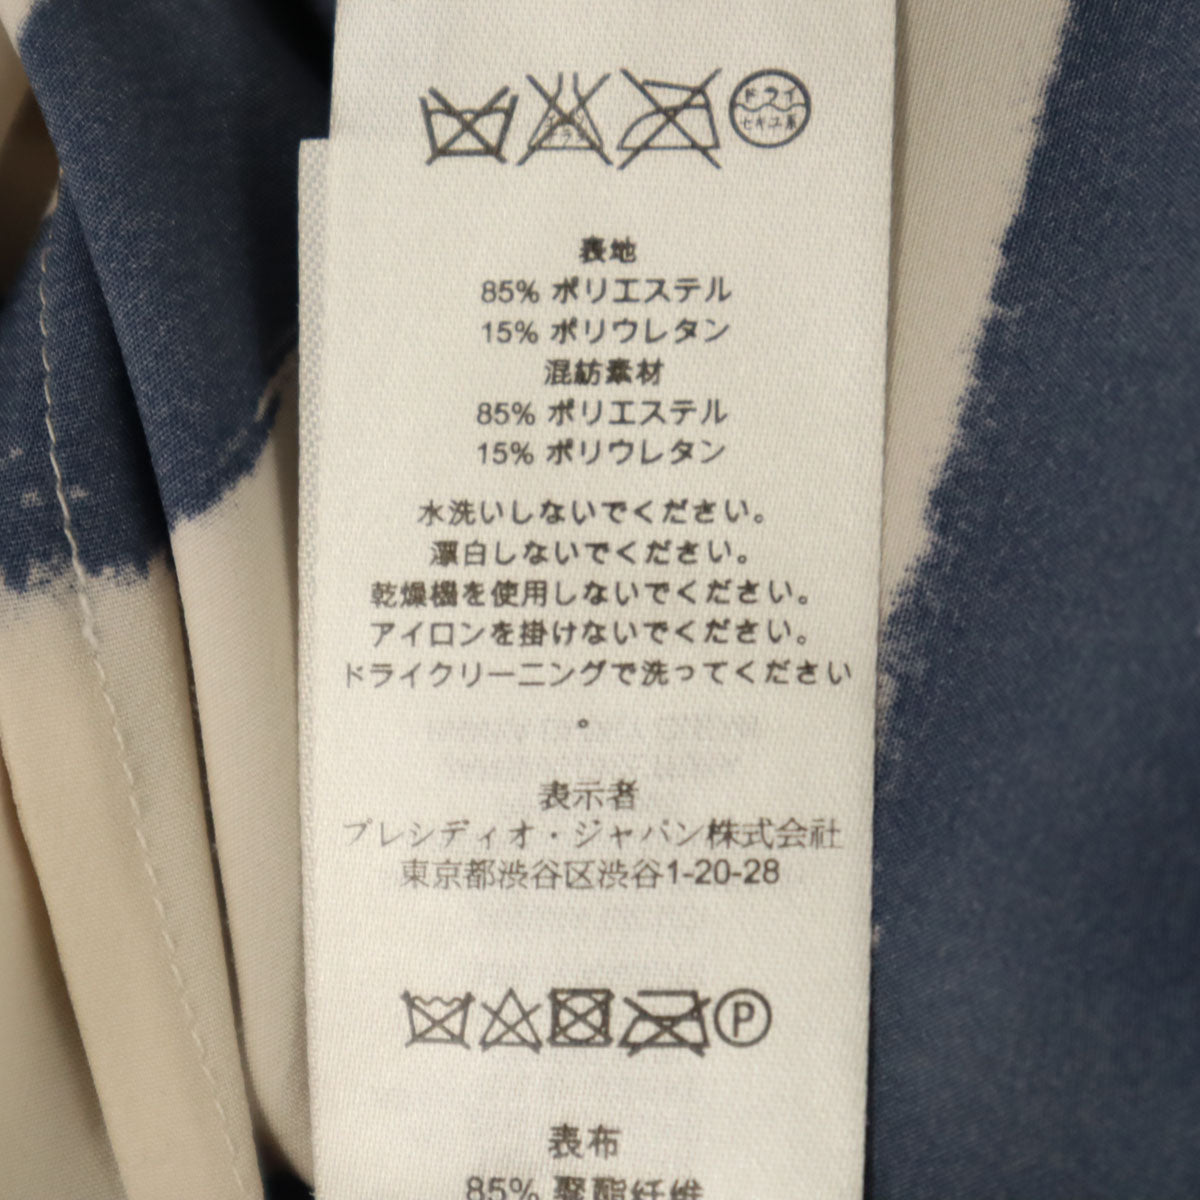 ドライ
セキユ系
エンソ
サラシ
表地
85% ポリエステル
15% ポリウレタン
混紡素材
85% ポリエステル
15% ポリウレタン
水洗いしないでください。
漂白しないでください。
乾燥機を使用しないでください。
アイロンを掛けないでください。
ドライクリーニングで洗ってください
。
表示者
プレシディオ・ジャパン株式会社
東京都渋谷区渋谷1-20-28
P
表布
85% 聚酯纤维